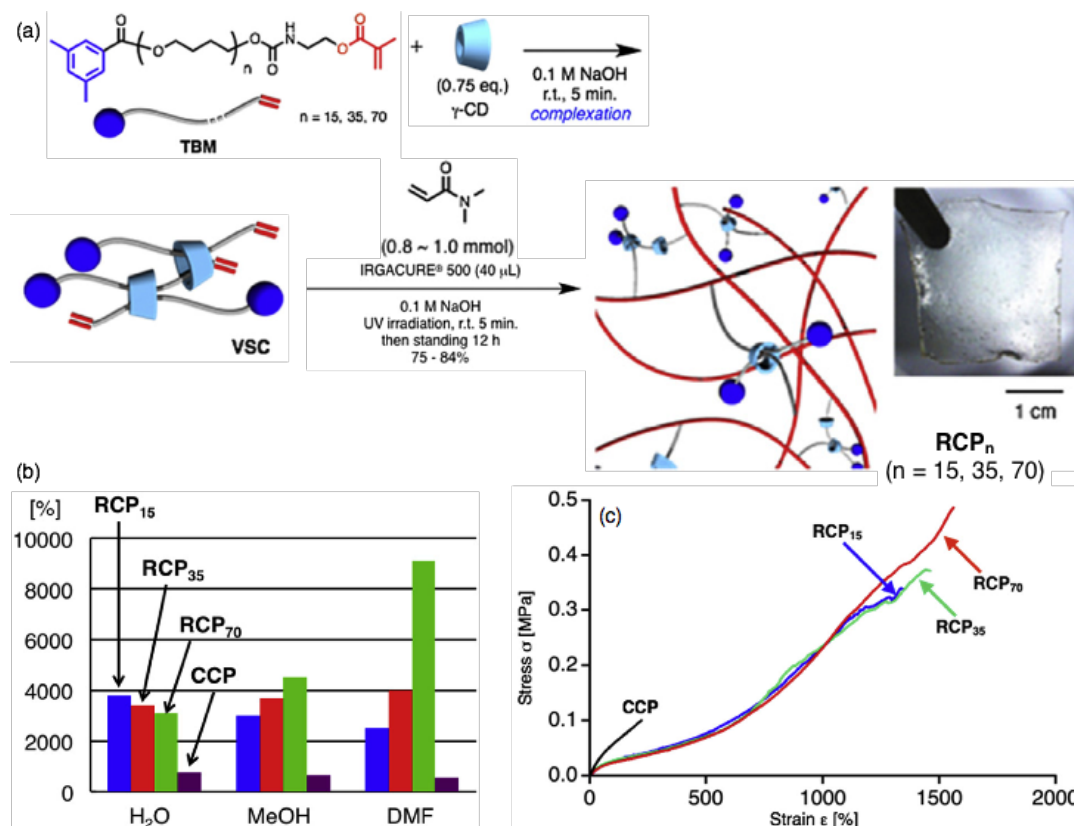 (a)
O
O
O
n
O
O
H
N
O
O
n = 15, 35, 70
TBM
+
(0.75 eq.)
γ-CD
0.1 M NaOH
r.t., 5 min.
complexation
O
N
(0.8 ~ 1.0 mmol)
IRGACURE® 500 (40 μL)
0.1 M NaOH
UV irradiation, r.t. 5 min.
then standing 12 h
75 - 84%
VSC
1 cm
RCPn
(n = 15, 35, 70)
(b)
[%]
RCP15
RCP35
RCP70
CCP
10000
8000
6000
4000
2000
0
H2O
MeOH
DMF
(c)
Stress σ [MPa]
0.5
0.4
0.3
0.2
0.1
0.0
CCP
RCP15
RCP70
RCP35
0
500
1000
1500
2000
Strain ε [%]